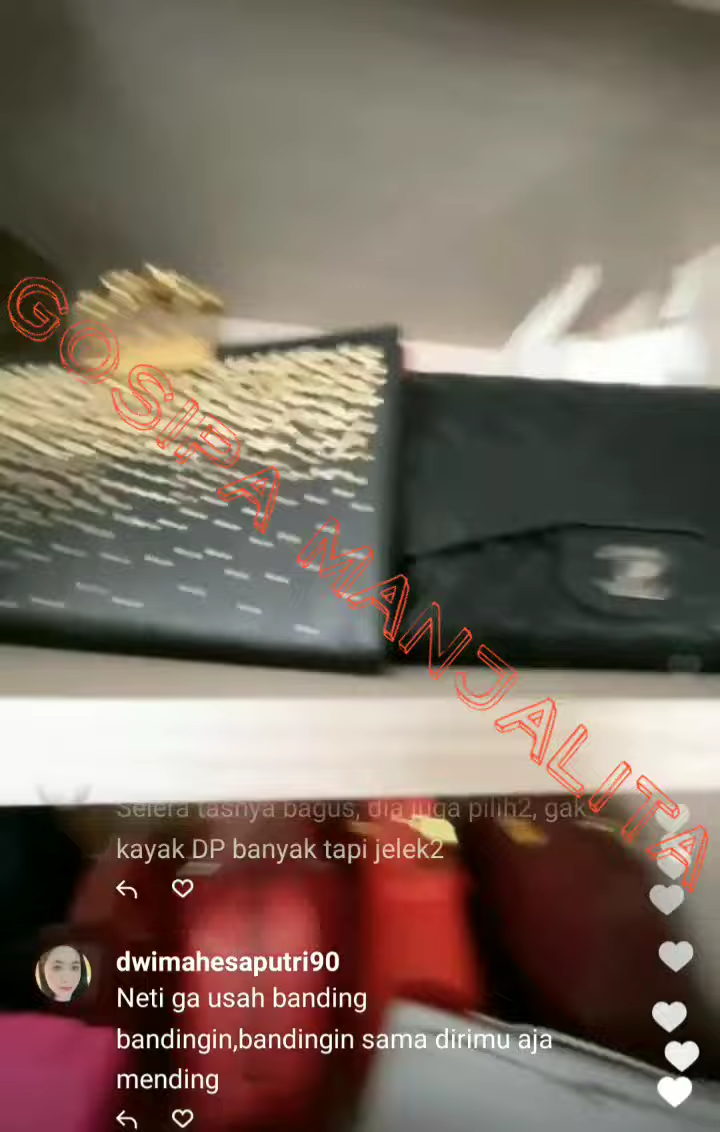 GOSIPA MANJALITA
Selera tasnya bagus, dia juga pilih2, gak
kayak DP banyak tapi jelek2
dwimahesaputri90
Neti ga usah banding
bandingin,bandingin sama dirimu aja
mending